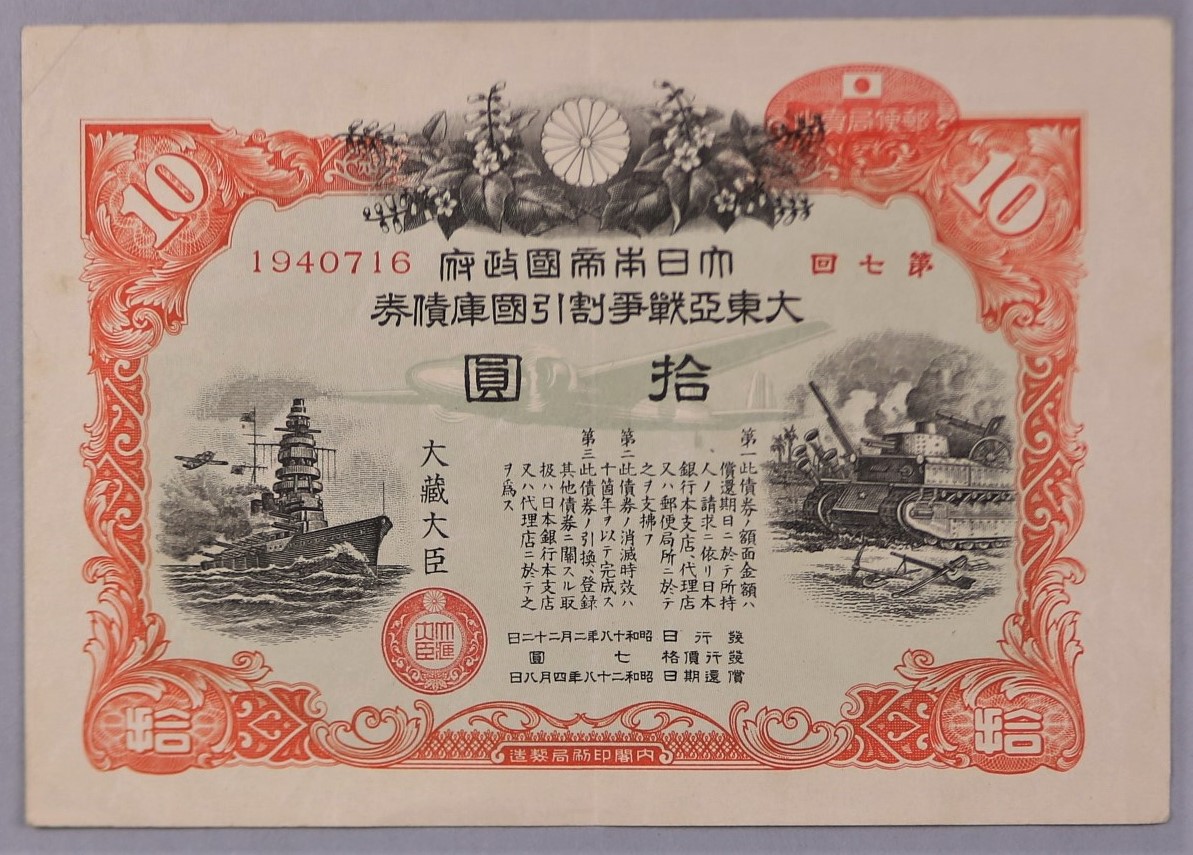 郵便局賣出
10
10
第七回
1940716
大日本帝國政府
大東亞戰爭割引國庫債券
拾圓
第一 此債券ノ額面金額ハ
償還期日ニ於テ所持
人ノ請求ニ依リ日本
銀行本支店、代理店
又ハ郵便局所ニ於テ
之ヲ支拂フ
第二 此債券ノ消滅時效ハ
十箇年ヲ以テ完成ス
第三 此債券ノ引換、登錄
其他債券ニ關スル取
扱ハ日本銀行本支店
又ハ代理店ニ於テ之
ヲ爲ス
發行日 昭和十八年二月二十二日
發行價格 七圓
償還期日 昭和二十八年四月八日
大藏大臣
大藏大臣
拾
拾
內閣印刷局製造